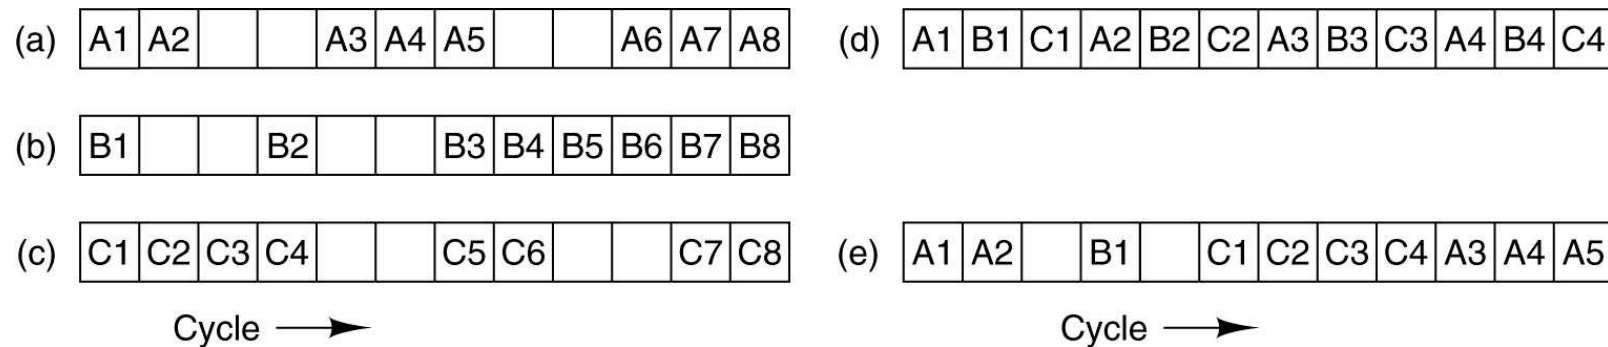 (a) A1 A2 A3 A4 A5 A6 A7 A8
(b) B1 B2 B3 B4 B5 B6 B7 B8
(c) C1 C2 C3 C4 C5 C6 C7 C8
Cycle
(d) A1 B1 C1 A2 B2 C2 A3 B3 C3 A4 B4 C4
(e) A1 A2 B1 C1 C2 C3 C4 A3 A4 A5
Cycle